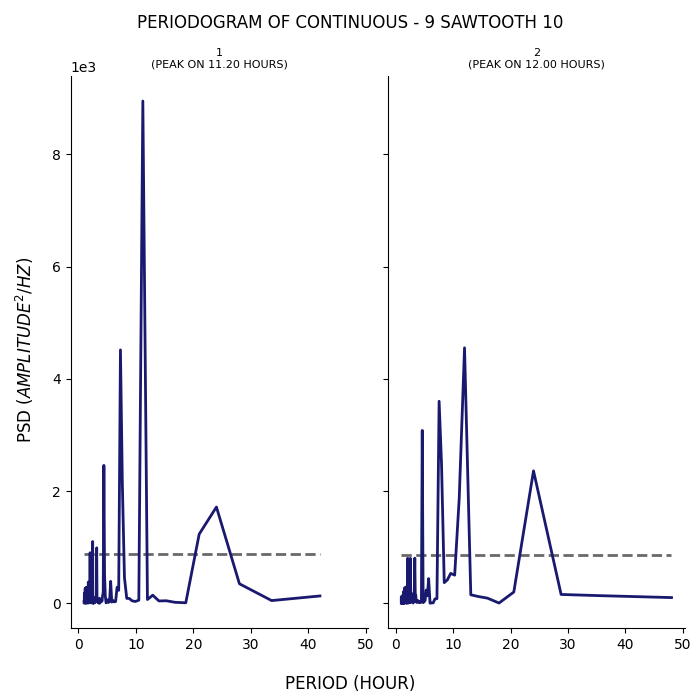 PERIODOGRAM OF CONTINUOUS - 9 SAWTOOTH 10
1
(PEAK ON 11.20 HOURS)
2
(PEAK ON 12.00 HOURS)
1e3
8
6
4
2
0
PSD (AMPLITUDE²/HZ)
0 10 20 30 40 50
0 10 20 30 40 50
PERIOD (HOUR)